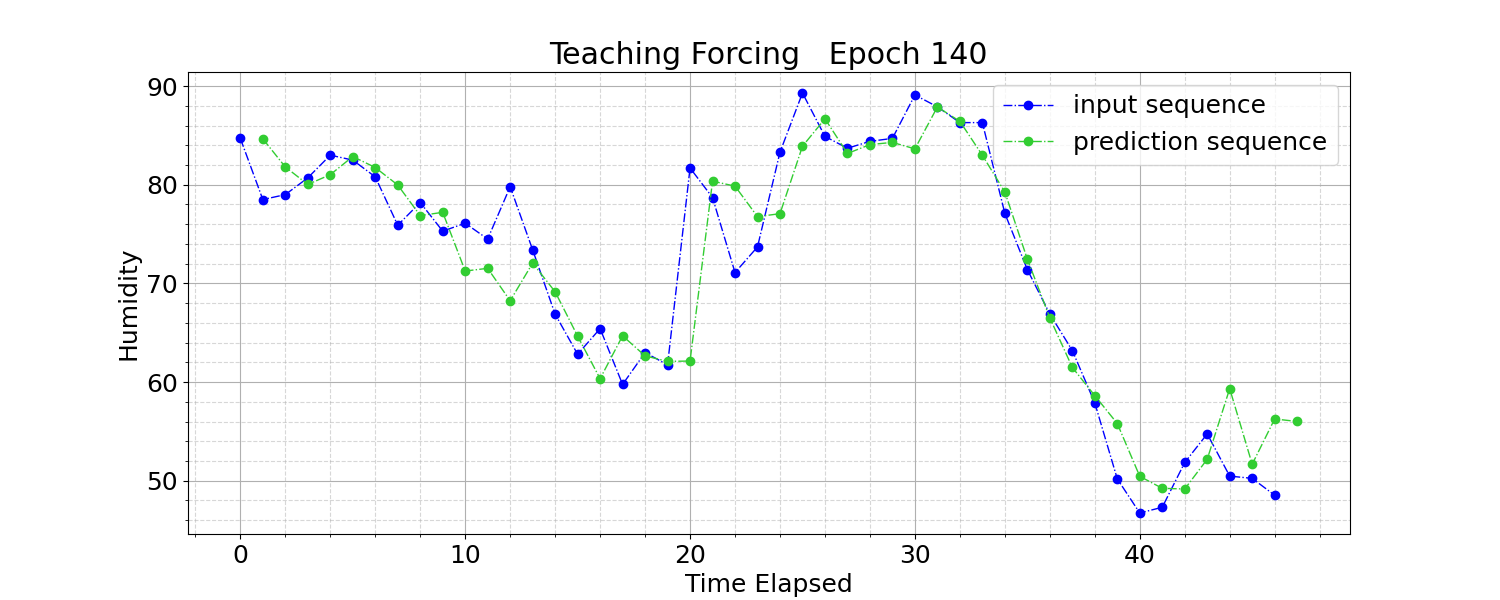 Teaching Forcing   Epoch 140
input sequence
prediction sequence
Humidity
90
80
70
60
50
0 10 20 30 40
Time Elapsed